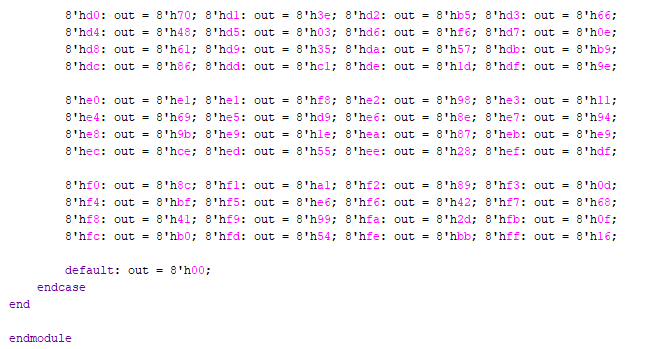 8'hd0: out = 8'h70; 8'hd1: out = 8'h3e; 8'hd2: out = 8'hb5; 8'hd3: out = 8'h66;
8'hd4: out = 8'h48; 8'hd5: out = 8'h03; 8'hd6: out = 8'hf6; 8'hd7: out = 8'h0e;
8'hd8: out = 8'h61; 8'hd9: out = 8'h35; 8'hda: out = 8'h57; 8'hdb: out = 8'hb9;
8'hdc: out = 8'h86; 8'hdd: out = 8'hc1; 8'hde: out = 8'h1d; 8'hdf: out = 8'h9e;
8'he0: out = 8'he1; 8'he1: out = 8'hf8; 8'he2: out = 8'h98; 8'he3: out = 8'h11;
8'he4: out = 8'h69; 8'he5: out = 8'hd9; 8'he6: out = 8'h8e; 8'he7: out = 8'h94;
8'he8: out = 8'h9b; 8'he9: out = 8'h1e; 8'hea: out = 8'h87; 8'heb: out = 8'he9;
8'hec: out = 8'hce; 8'hed: out = 8'h55; 8'hee: out = 8'h28; 8'hef: out = 8'hdf;
8'hf0: out = 8'h8c; 8'hf1: out = 8'ha1; 8'hf2: out = 8'h89; 8'hf3: out = 8'h0d;
8'hf4: out = 8'hbf; 8'hf5: out = 8'he6; 8'hf6: out = 8'h42; 8'hf7: out = 8'h68;
8'hf8: out = 8'h41; 8'hf9: out = 8'h99; 8'hfa: out = 8'h2d; 8'hfb: out = 8'h0f;
8'hfc: out = 8'hb0; 8'hfd: out = 8'h54; 8'hfe: out = 8'hbb; 8'hff: out = 8'h16;
default: out = 8'h00;
endcase
end
endmodule